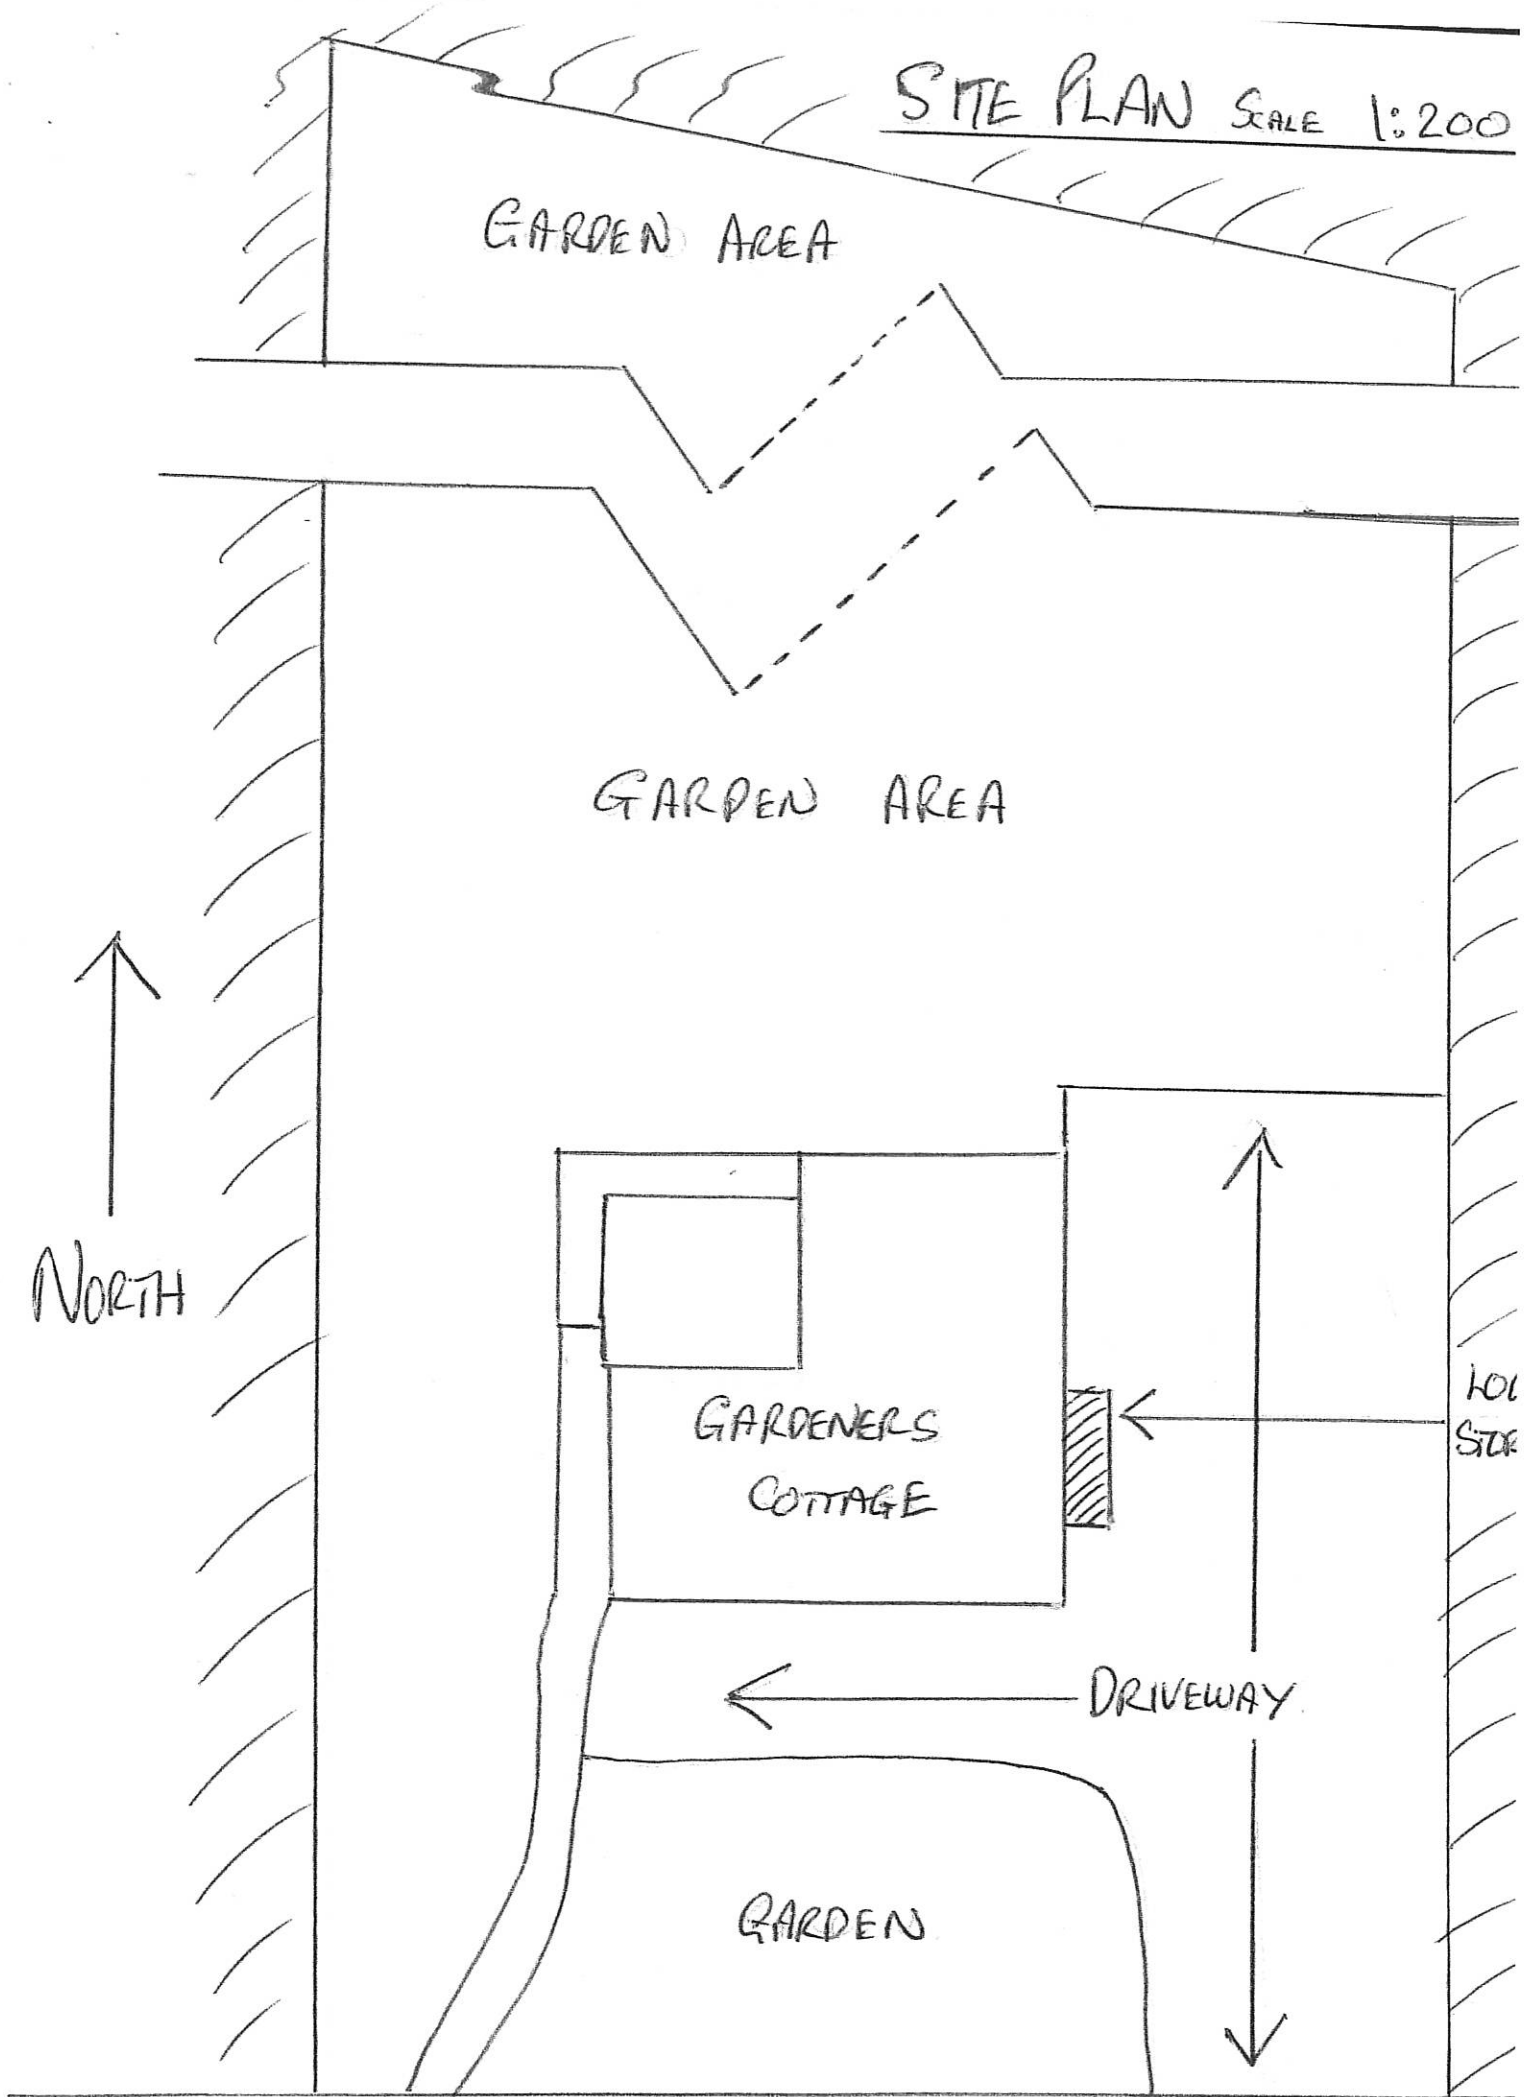 SITE PLAN SCALE 1:200
GARDEN AREA
GARDEN AREA
NORTH
GARDENERS
COTTAGE
DRIVEWAY
GARDEN